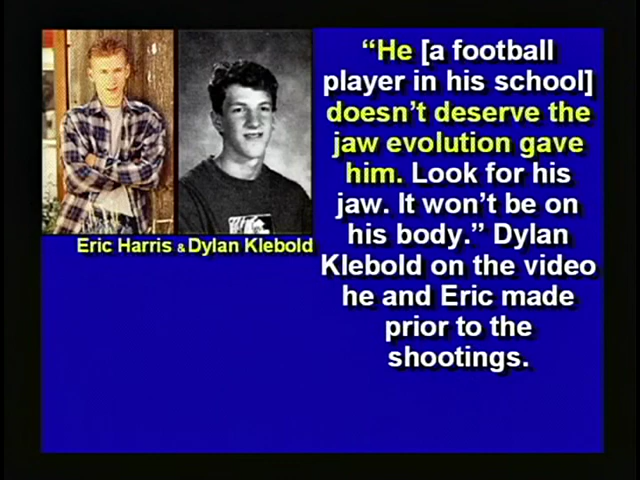 “He [a football
player in his school]
doesn’t deserve the
jaw evolution gave
him. Look for his
jaw. It won’t be on
his body.” Dylan
Klebold on the video
he and Eric made
prior to the
shootings.
Eric Harris & Dylan Klebold